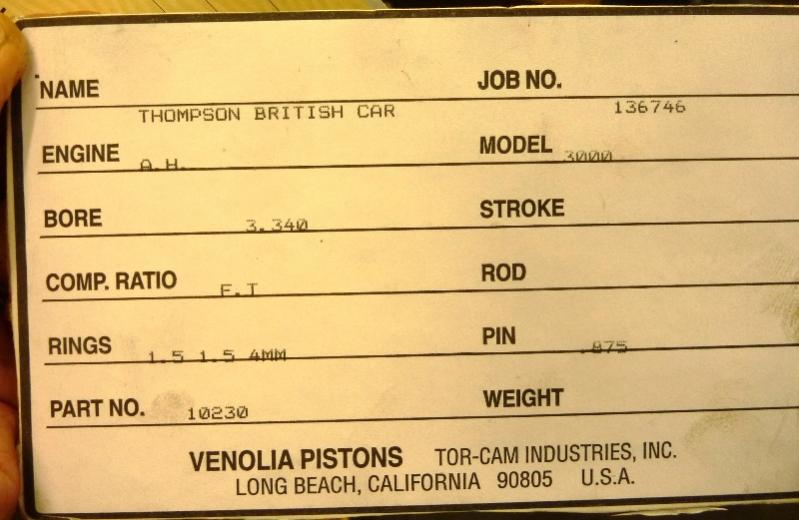 NAME THOMPSON BRITISH CAR JOB NO. 136746
ENGINE A.H. MODEL 3000
BORE 3.340 STROKE
COMP. RATIO F.T ROD
RINGS 1.5 1.5 4MM PIN .875
PART NO. 10230 WEIGHT
VENOLIA PISTONS TOR-CAM INDUSTRIES, INC.
LONG BEACH, CALIFORNIA 90805 U.S.A.